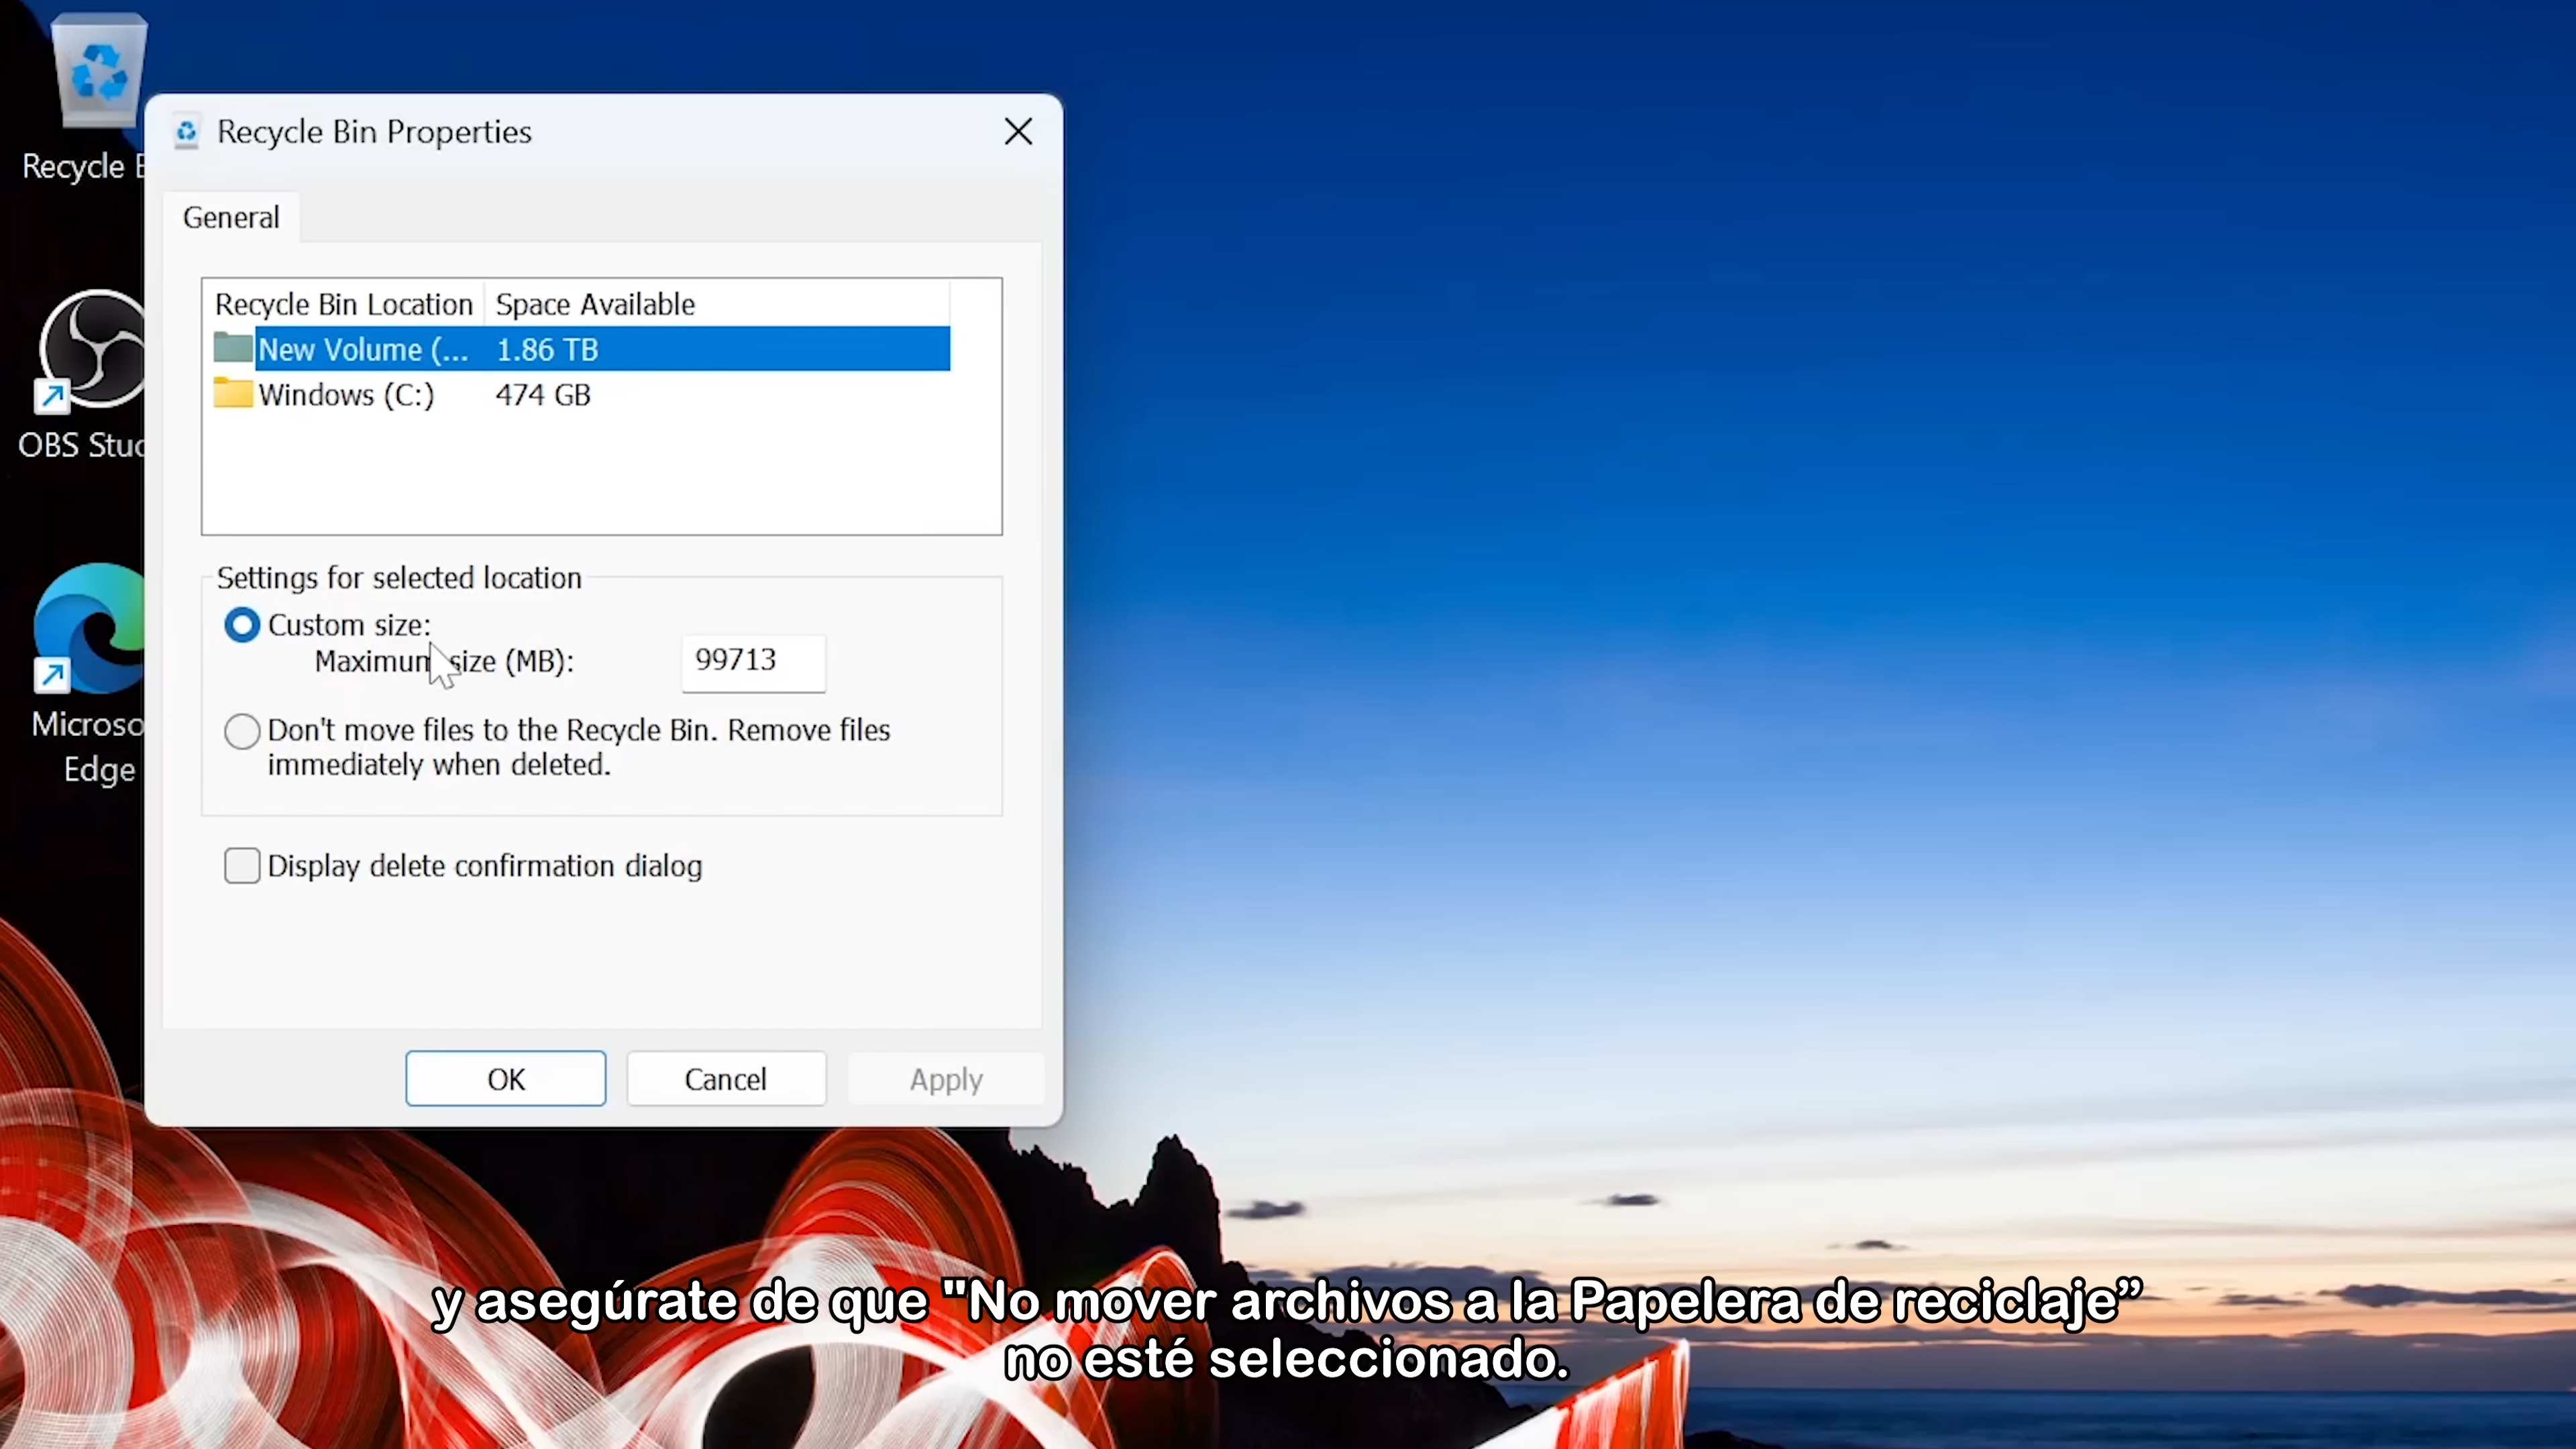 Recycle B
Recycle Bin Properties
General
Recycle Bin Location Space Available
New Volume (... 1.86 TB
Windows (C:) 474 GB
OBS Stud
Settings for selected location
Custom size:
Maximum size (MB): 99713
Don't move files to the Recycle Bin. Remove files
immediately when deleted.
Microso
Edge
Display delete confirmation dialog
OK Cancel Apply
y asegúrate de que "No mover archivos a la Papelera de reciclaje”
no esté seleccionado.